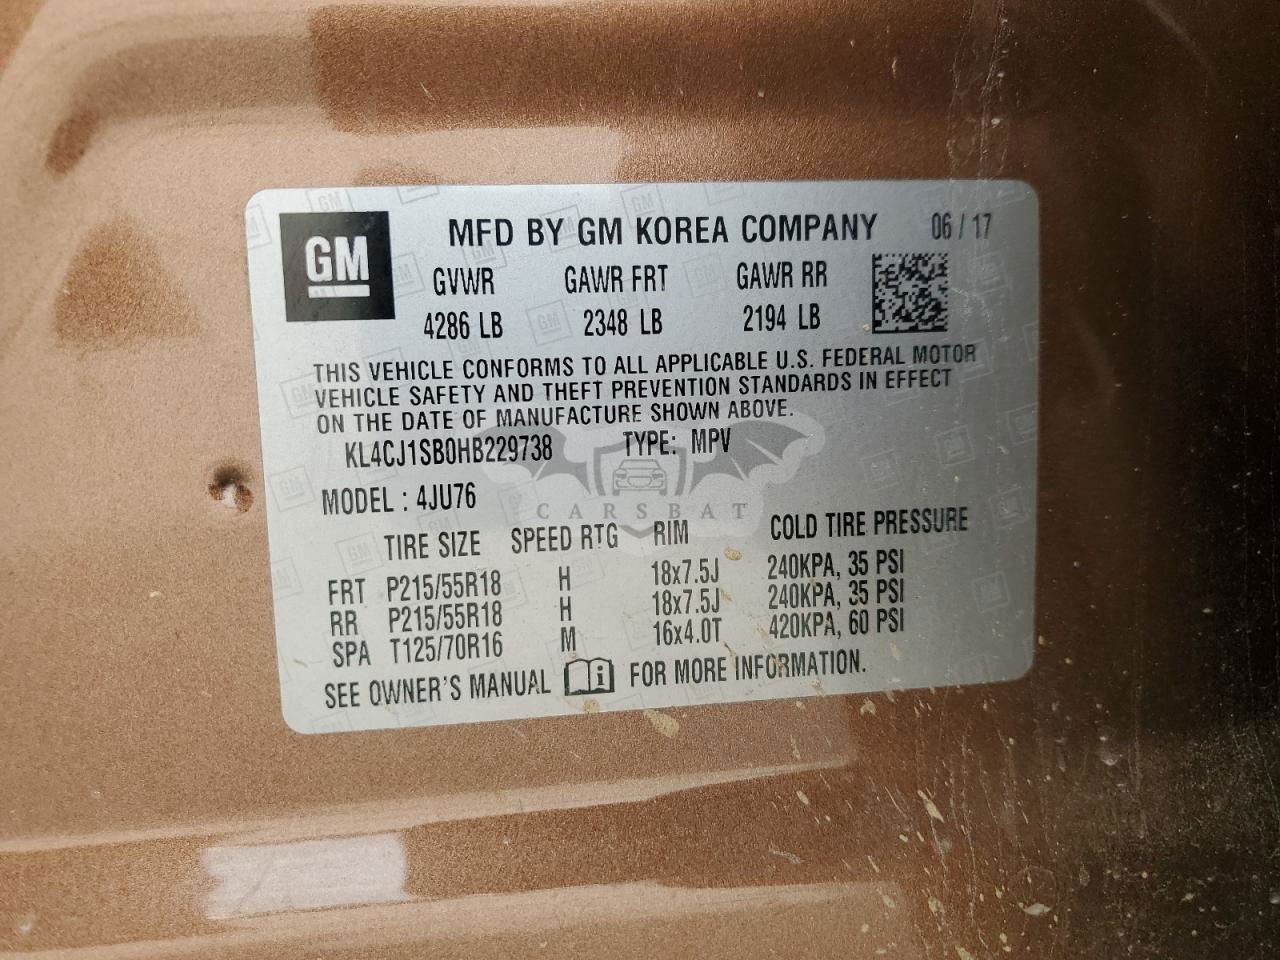 GM MFD BY GM KOREA COMPANY 06 / 17
GVWR GAWR FRT GAWR RR
4286 LB 2348 LB 2194 LB
THIS VEHICLE CONFORMS TO ALL APPLICABLE U.S. FEDERAL MOTOR
VEHICLE SAFETY AND THEFT PREVENTION STANDARDS IN EFFECT
ON THE DATE OF MANUFACTURE SHOWN ABOVE.
KL4CJ1SB0HB229738 TYPE: MPV
MODEL : 4JU76
CARSBAT
TIRE SIZE SPEED RTG RIM COLD TIRE PRESSURE
FRT P215/55R18 H 18x7.5J 240KPA, 35 PSI
RR P215/55R18 H 18x7.5J 240KPA, 35 PSI
SPA T125/70R16 M 16x4.0T 420KPA, 60 PSI
SEE OWNER'S MANUAL FOR MORE INFORMATION.